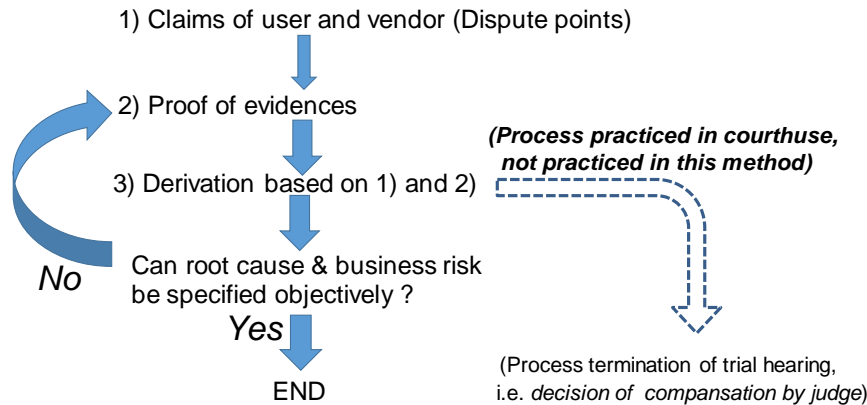 1) Claims of user and vendor (Dispute points)
2) Proof of evidences
(Process practiced in courthuse,
not practiced in this method)
3) Derivation based on 1) and 2)
No
Can root cause & business risk
be specified objectively ?
Yes
END
(Process termination of trial hearing,
i.e. decision of compansation by judge)